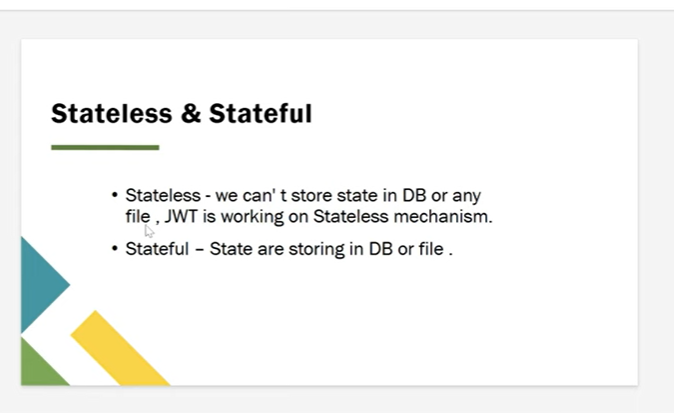 Stateless & Stateful
• Stateless - we can' t store state in DB or any
file , JWT is working on Stateless mechanism.
• Stateful – State are storing in DB or file .